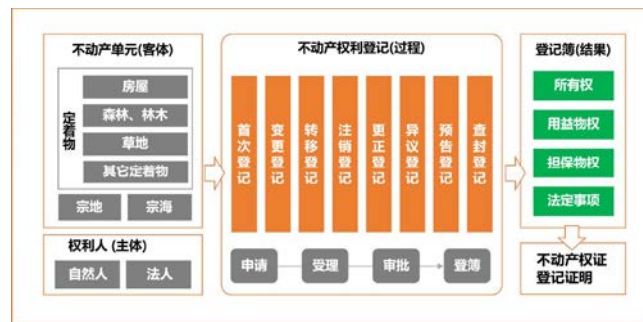 不动产单元(客体)
定着物
房屋
森林、林木
草地
其它定着物
宗地
宗海
权利人 (主体)
自然人
法人
不动产权利登记(过程)
首次登记
变更登记
转移登记
注销登记
更正登记
异议登记
预告登记
查封登记
申请
受理
审批
登簿
登记簿(结果)
所有权
用益物权
担保物权
法定事项
不动产权证
登记证明